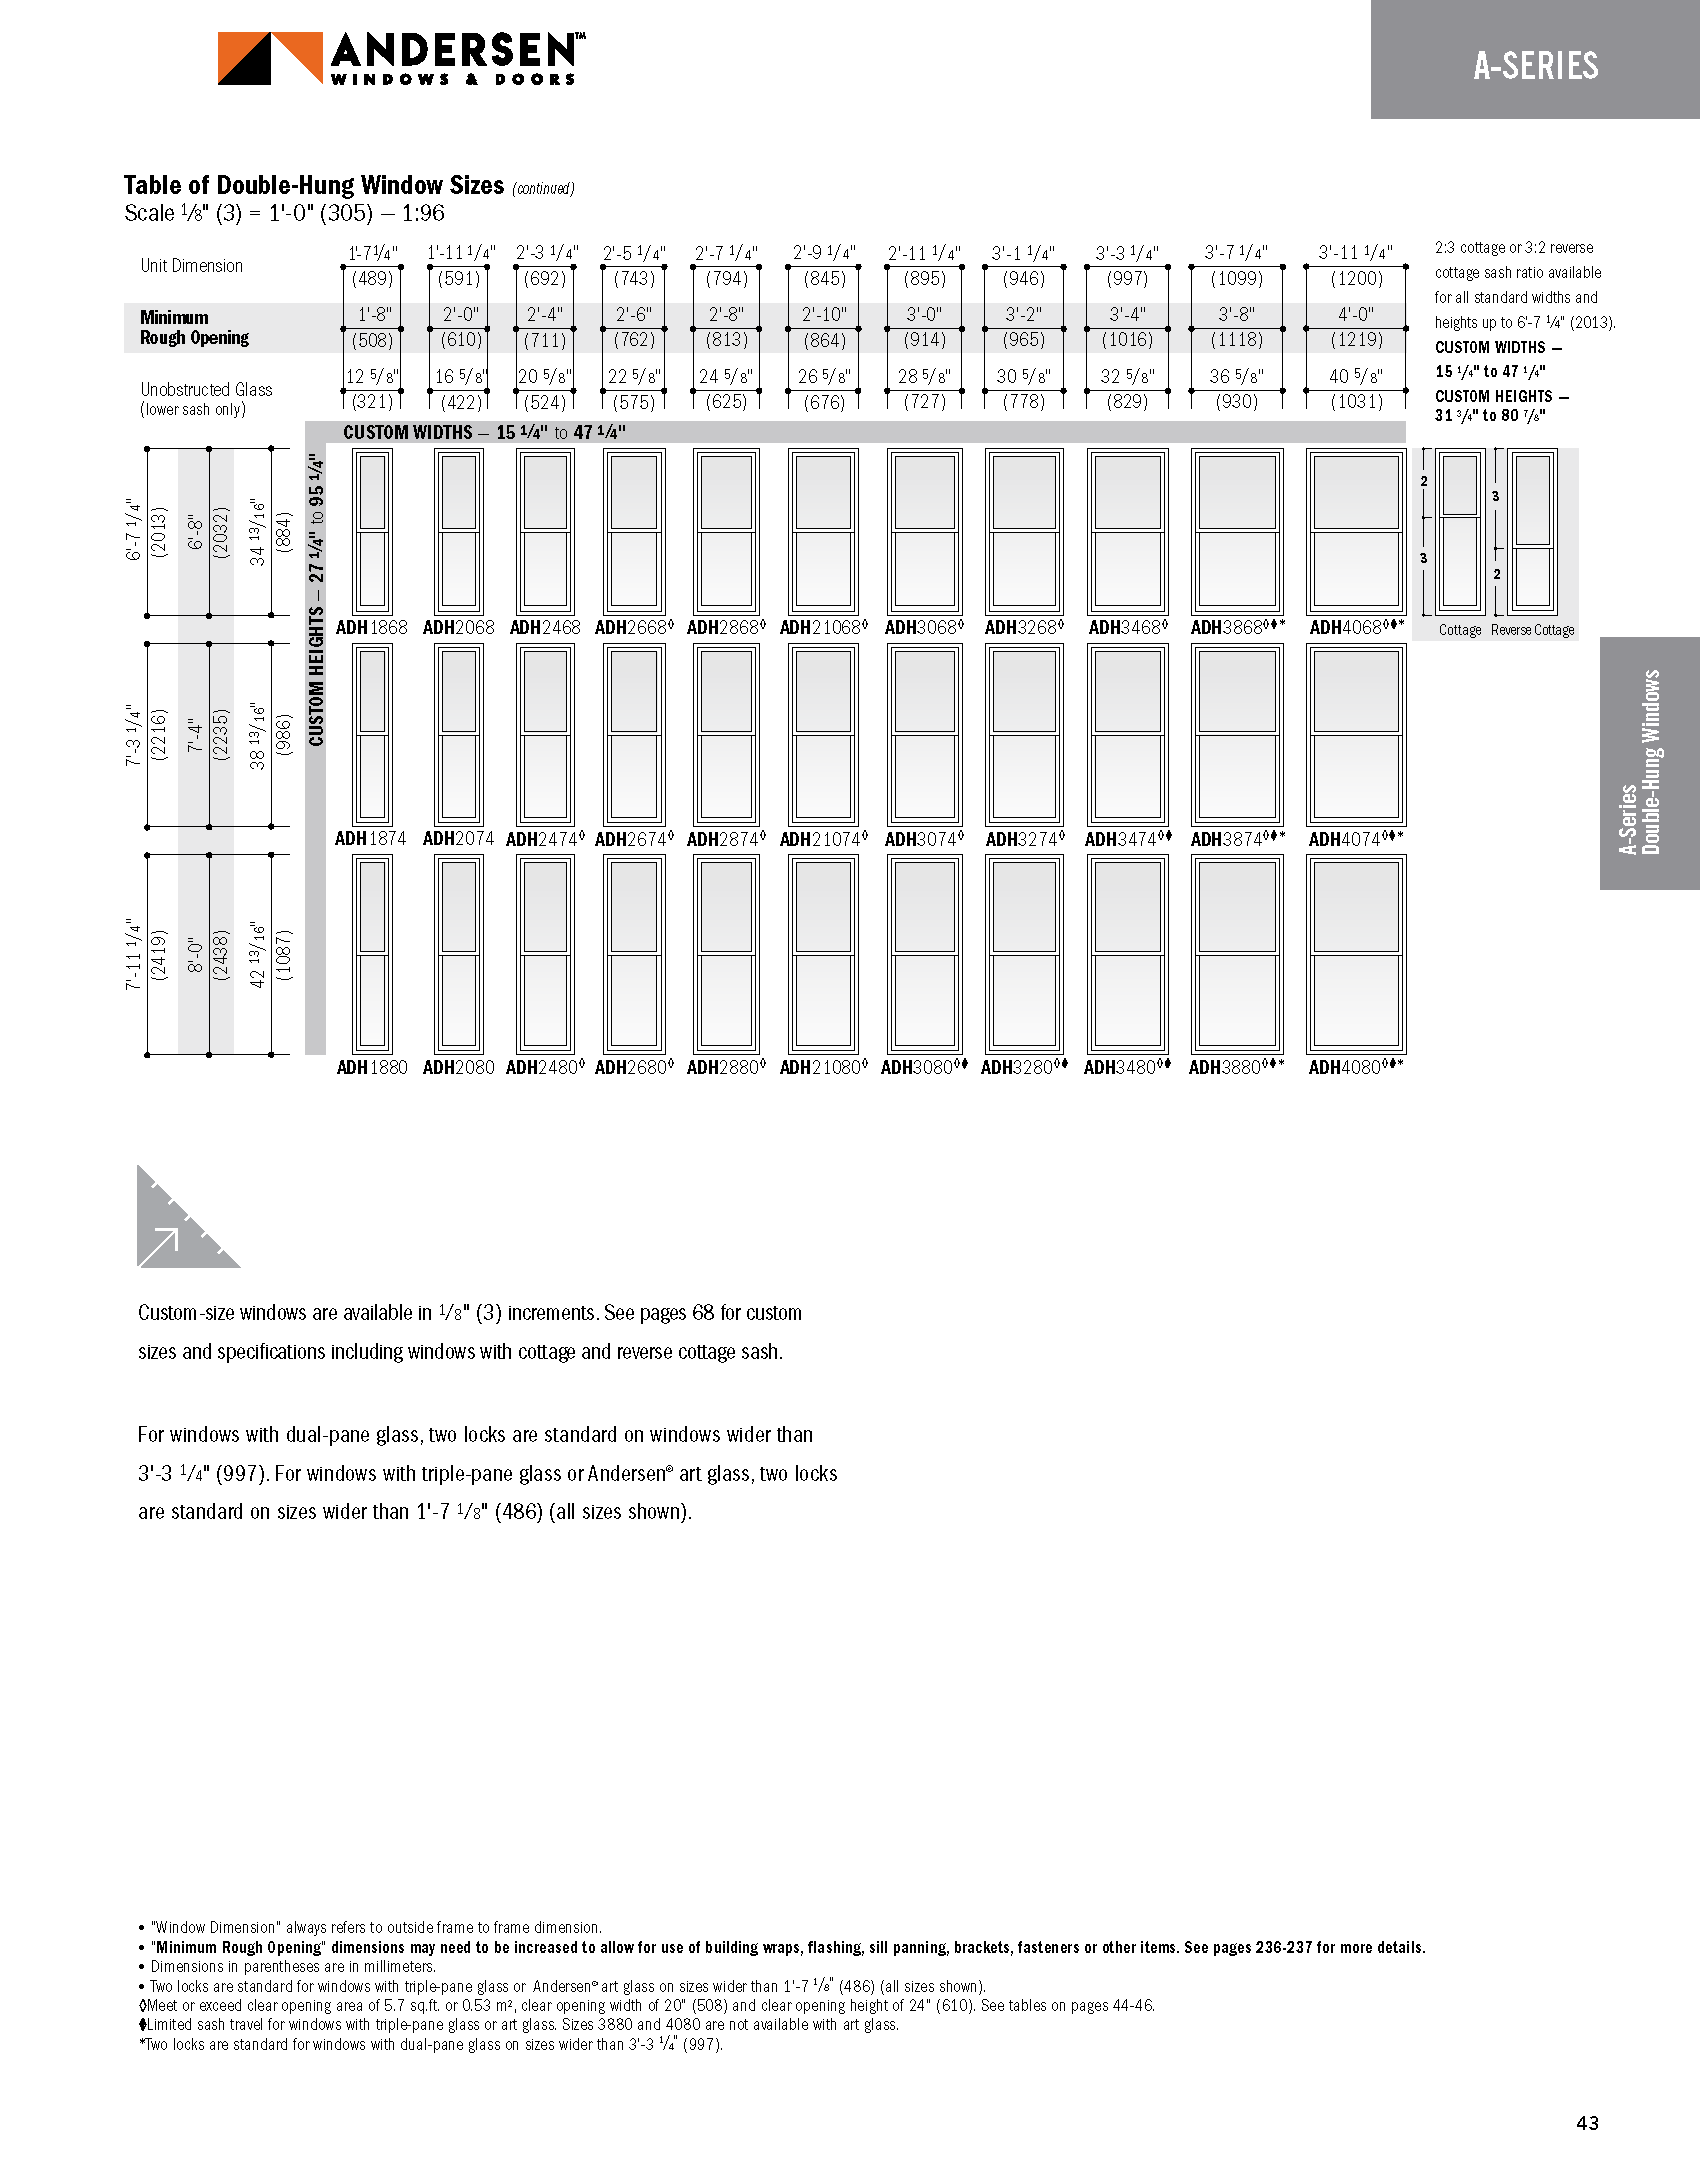 ANDERSEN™
WINDOWS & DOORS
A-SERIES
Table of Double-Hung Window Sizes (continued)
Scale 1/8" (3) = 1'-0" (305) — 1:96
Unit Dimension
1'-7 1/4" 1'-11 1/4" 2'-3 1/4" 2'-5 1/4" 2'-7 1/4" 2'-9 1/4" 2'-11 1/4" 3'-1 1/4" 3'-3 1/4" 3'-7 1/4" 3'-11 1/4"
(489) (591) (692) (743) (794) (845) (895) (946) (997) (1099) (1200)
Minimum
Rough Opening
1'-8" 2'-0" 2'-4" 2'-6" 2'-8" 2'-10" 3'-0" 3'-2" 3'-4" 3'-8" 4'-0"
(508) (610) (711) (762) (813) (864) (914) (965) (1016) (1118) (1219)
Unobstructed Glass
(lower sash only)
12 5/8" 16 5/8" 20 5/8" 22 5/8" 24 5/8" 26 5/8" 28 5/8" 30 5/8" 32 5/8" 36 5/8" 40 5/8"
(321) (422) (524) (575) (625) (676) (727) (778) (829) (930) (1031)
2:3 cottage or 3:2 reverse
cottage sash ratio available
for all standard widths and
heights up to 6'-7 1/4" (2013).
CUSTOM WIDTHS —
15 1/4" to 47 1/4"
CUSTOM HEIGHTS —
31 3/4" to 80 7/8"
CUSTOM WIDTHS — 15 1/4" to 47 1/4"
CUSTOM HEIGHTS — 27 1/4" to 95 1/4"
6'-7 1/4"
(2013)
6'-8"
(2032)
34 13/16"
(884)
ADH1868 ADH2068 ADH2468 ADH2668◊ ADH2868◊ ADH21068◊ ADH3068◊ ADH3268◊ ADH3468◊ ADH3868◊♦* ADH4068◊♦*
2
3
3
2
Cottage Reverse Cottage
7'-3 1/4"
(2216)
7'-4"
(2235)
38 13/16"
(986)
ADH1874 ADH2074 ADH2474◊ ADH2674◊ ADH2874◊ ADH21074◊ ADH3074◊ ADH3274◊ ADH3474◊♦ ADH3874◊♦* ADH4074◊♦*
7'-11 1/4"
(2419)
8'-0"
(2438)
42 13/16"
(1087)
ADH1880 ADH2080 ADH2480◊ ADH2680◊ ADH2880◊ ADH21080◊ ADH3080◊♦ ADH3280◊♦ ADH3480◊♦ ADH3880◊♦* ADH4080◊♦*
A-Series
Double-Hung Windows
Custom-size windows are available in 1/8" (3) increments. See pages 68 for custom
sizes and specifications including windows with cottage and reverse cottage sash.
For windows with dual-pane glass, two locks are standard on windows wider than
3'-3 1/4" (997). For windows with triple-pane glass or Andersen® art glass, two locks
are standard on sizes wider than 1'-7 1/8" (486) (all sizes shown).
• "Window Dimension" always refers to outside frame to frame dimension.
• "Minimum Rough Opening" dimensions may need to be increased to allow for use of building wraps, flashing, sill panning, brackets, fasteners or other items. See pages 236-237 for more details.
• Dimensions in parentheses are in millimeters.
• Two locks are standard for windows with triple-pane glass or Andersen® art glass on sizes wider than 1'-7 1/8" (486) (all sizes shown).
◊Meet or exceed clear opening area of 5.7 sq.ft. or 0.53 m², clear opening width of 20" (508) and clear opening height of 24" (610). See tables on pages 44-46.
♦Limited sash travel for windows with triple-pane glass or art glass. Sizes 3880 and 4080 are not available with art glass.
*Two locks are standard for windows with dual-pane glass on sizes wider than 3'-3 1/4" (997).
43